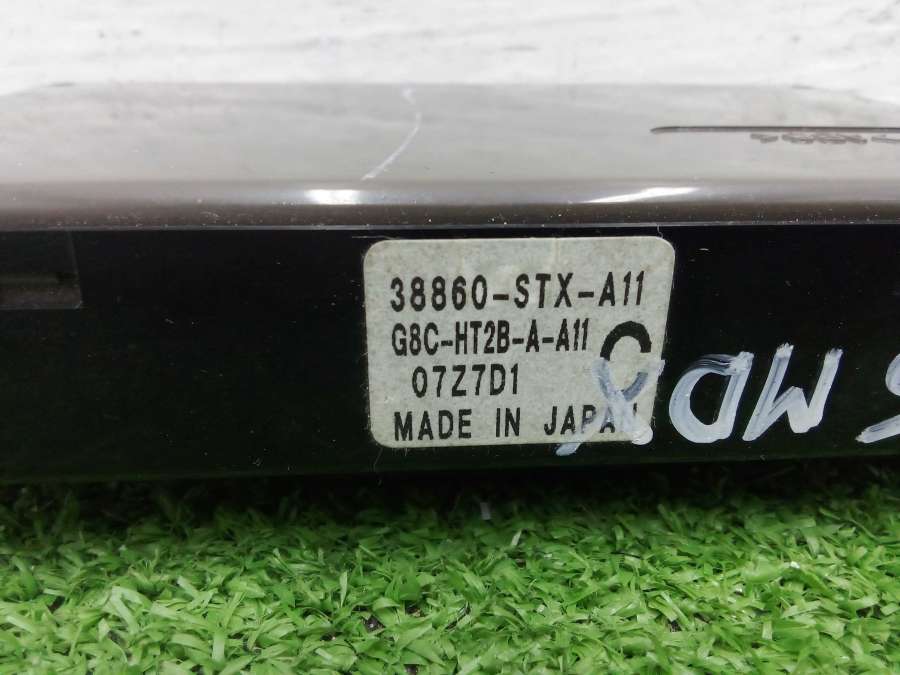 38860-STX-A11
G8C-HT2B-A-A11
C
07Z7D1
MADE IN JAPAN
MDX